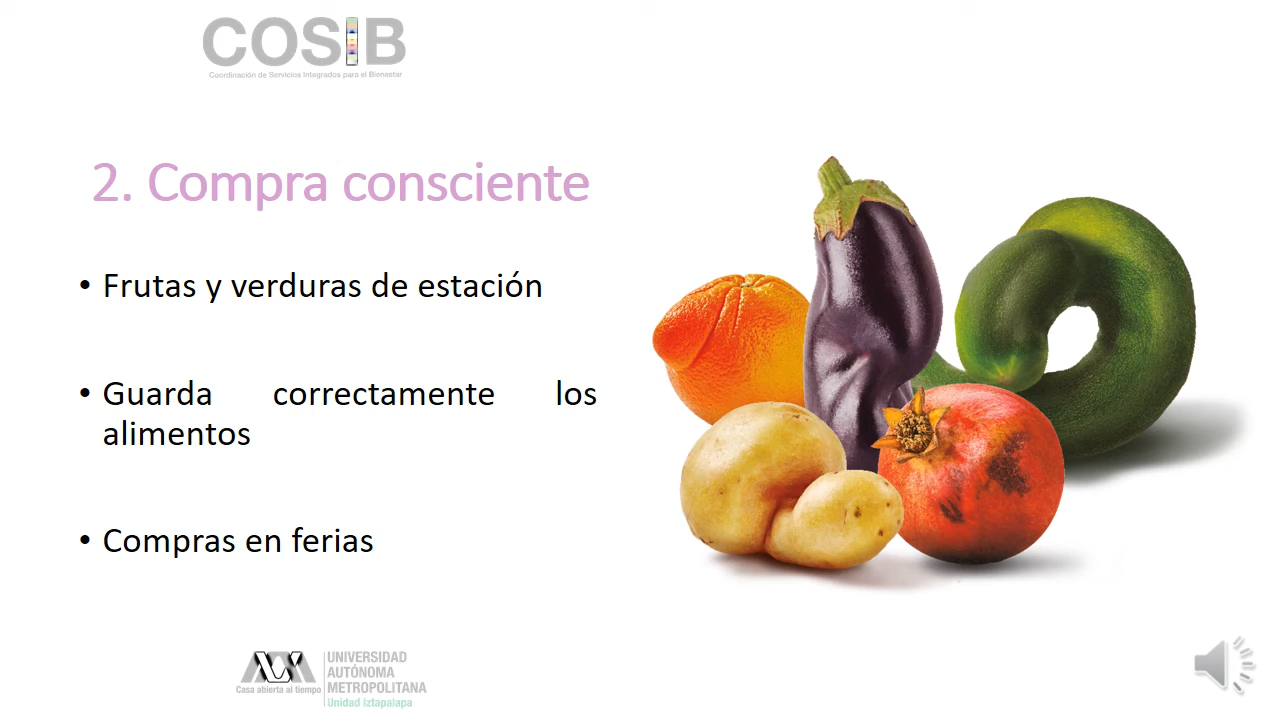 COSIB
Coordinación de Servicios Integrados para el Bienestar
2. Compra consciente
• Frutas y verduras de estación
• Guarda correctamente los
alimentos
• Compras en ferias
Casa abierta al tiempo
UNIVERSIDAD
AUTÓNOMA
METROPOLITANA
Unidad Iztapalapa